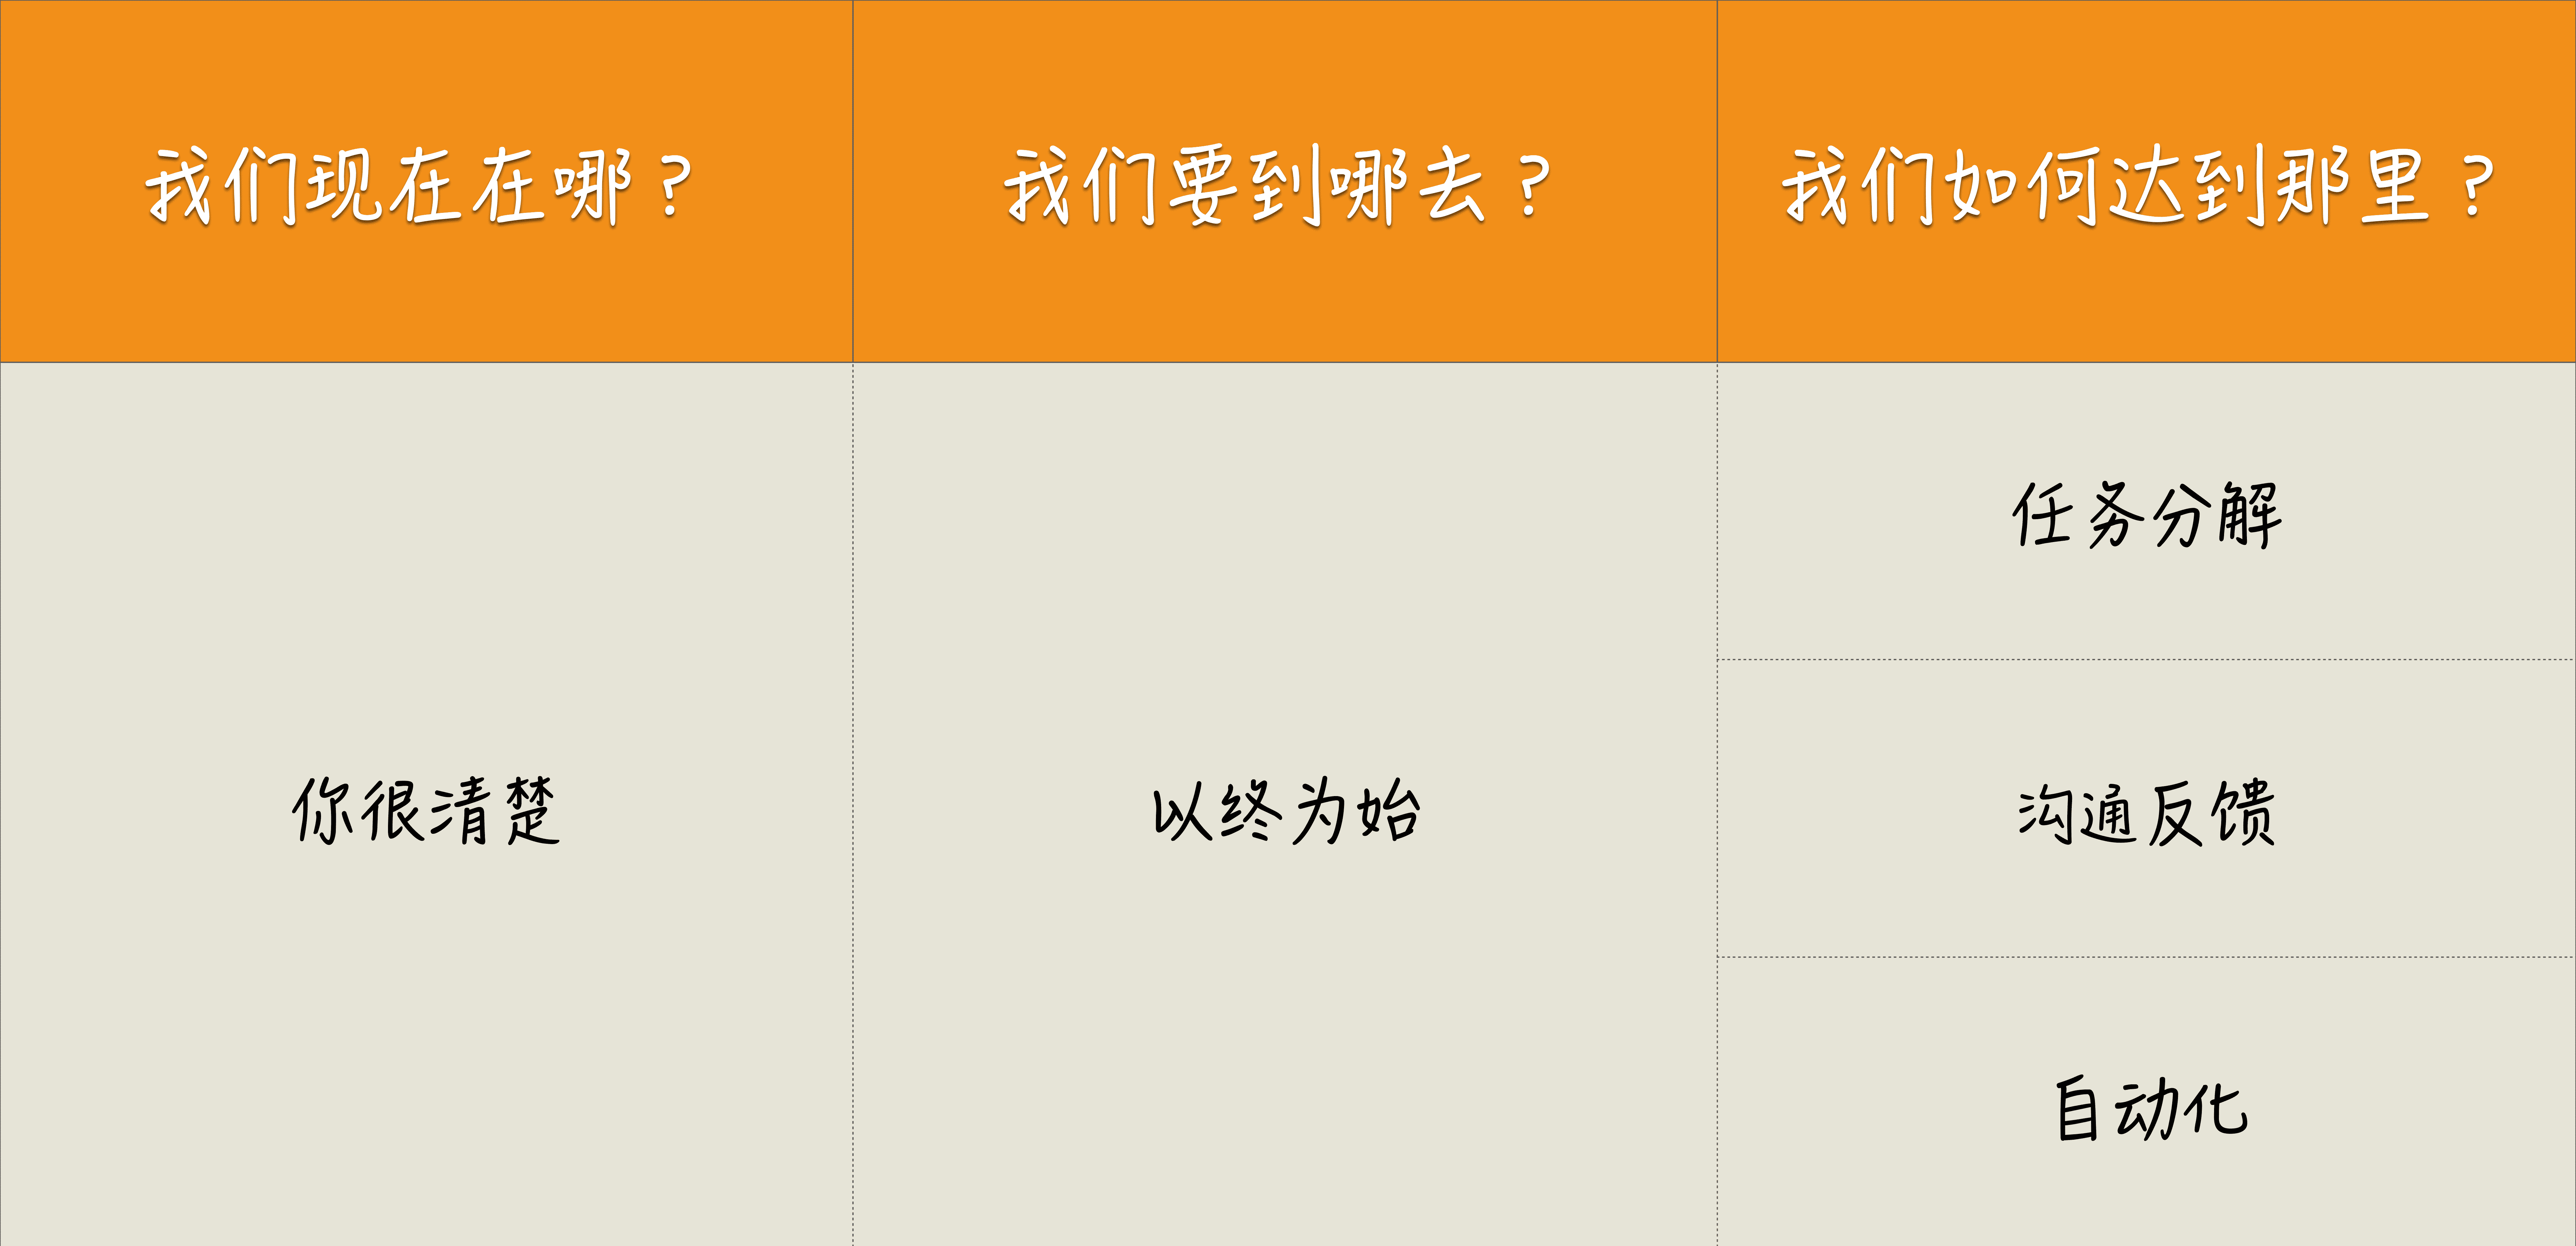 我们现在在哪？
我们要到哪去？
我们如何达到那里？
你很清楚
以终为始
任务分解
沟通反馈
自动化